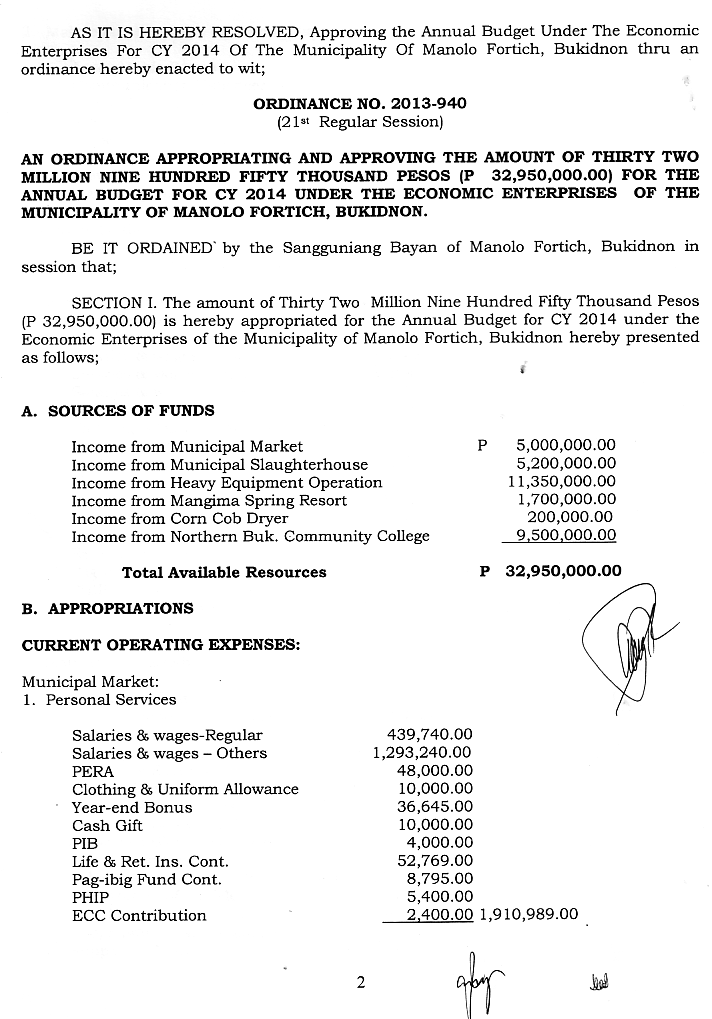 AS IT IS HEREBY RESOLVED, Approving the Annual Budget Under The Economic
Enterprises For CY 2014 Of The Municipality Of Manolo Fortich, Bukidnon thru an
ordinance hereby enacted to wit;
ORDINANCE NO. 2013-940
(21st Regular Session)
AN ORDINANCE APPROPRIATING AND APPROVING THE AMOUNT OF THIRTY TWO
MILLION NINE HUNDRED FIFTY THOUSAND PESOS (P 32,950,000.00) FOR THE
ANNUAL BUDGET FOR CY 2014 UNDER THE ECONOMIC ENTERPRISES OF THE
MUNICIPALITY OF MANOLO FORTICH, BUKIDNON.
BE IT ORDAINED by the Sangguniang Bayan of Manolo Fortich, Bukidnon in
session that;
SECTION I. The amount of Thirty Two Million Nine Hundred Fifty Thousand Pesos
(P 32,950,000.00) is hereby appropriated for the Annual Budget for CY 2014 under the
Economic Enterprises of the Municipality of Manolo Fortich, Bukidnon hereby presented
as follows;
A. SOURCES OF FUNDS
Income from Municipal Market P 5,000,000.00
Income from Municipal Slaughterhouse 5,200,000.00
Income from Heavy Equipment Operation 11,350,000.00
Income from Mangima Spring Resort 1,700,000.00
Income from Corn Cob Dryer 200,000.00
Income from Northern Buk. Community College 9,500,000.00
Total Available Resources P 32,950,000.00
B. APPROPRIATIONS
CURRENT OPERATING EXPENSES:
Municipal Market:
1. Personal Services
Salaries & wages-Regular 439,740.00
Salaries & wages – Others 1,293,240.00
PERA 48,000.00
Clothing & Uniform Allowance 10,000.00
Year-end Bonus 36,645.00
Cash Gift 10,000.00
PIB 4,000.00
Life & Ret. Ins. Cont. 52,769.00
Pag-ibig Fund Cont. 8,795.00
PHIP 5,400.00
ECC Contribution 2,400.00 1,910,989.00
2